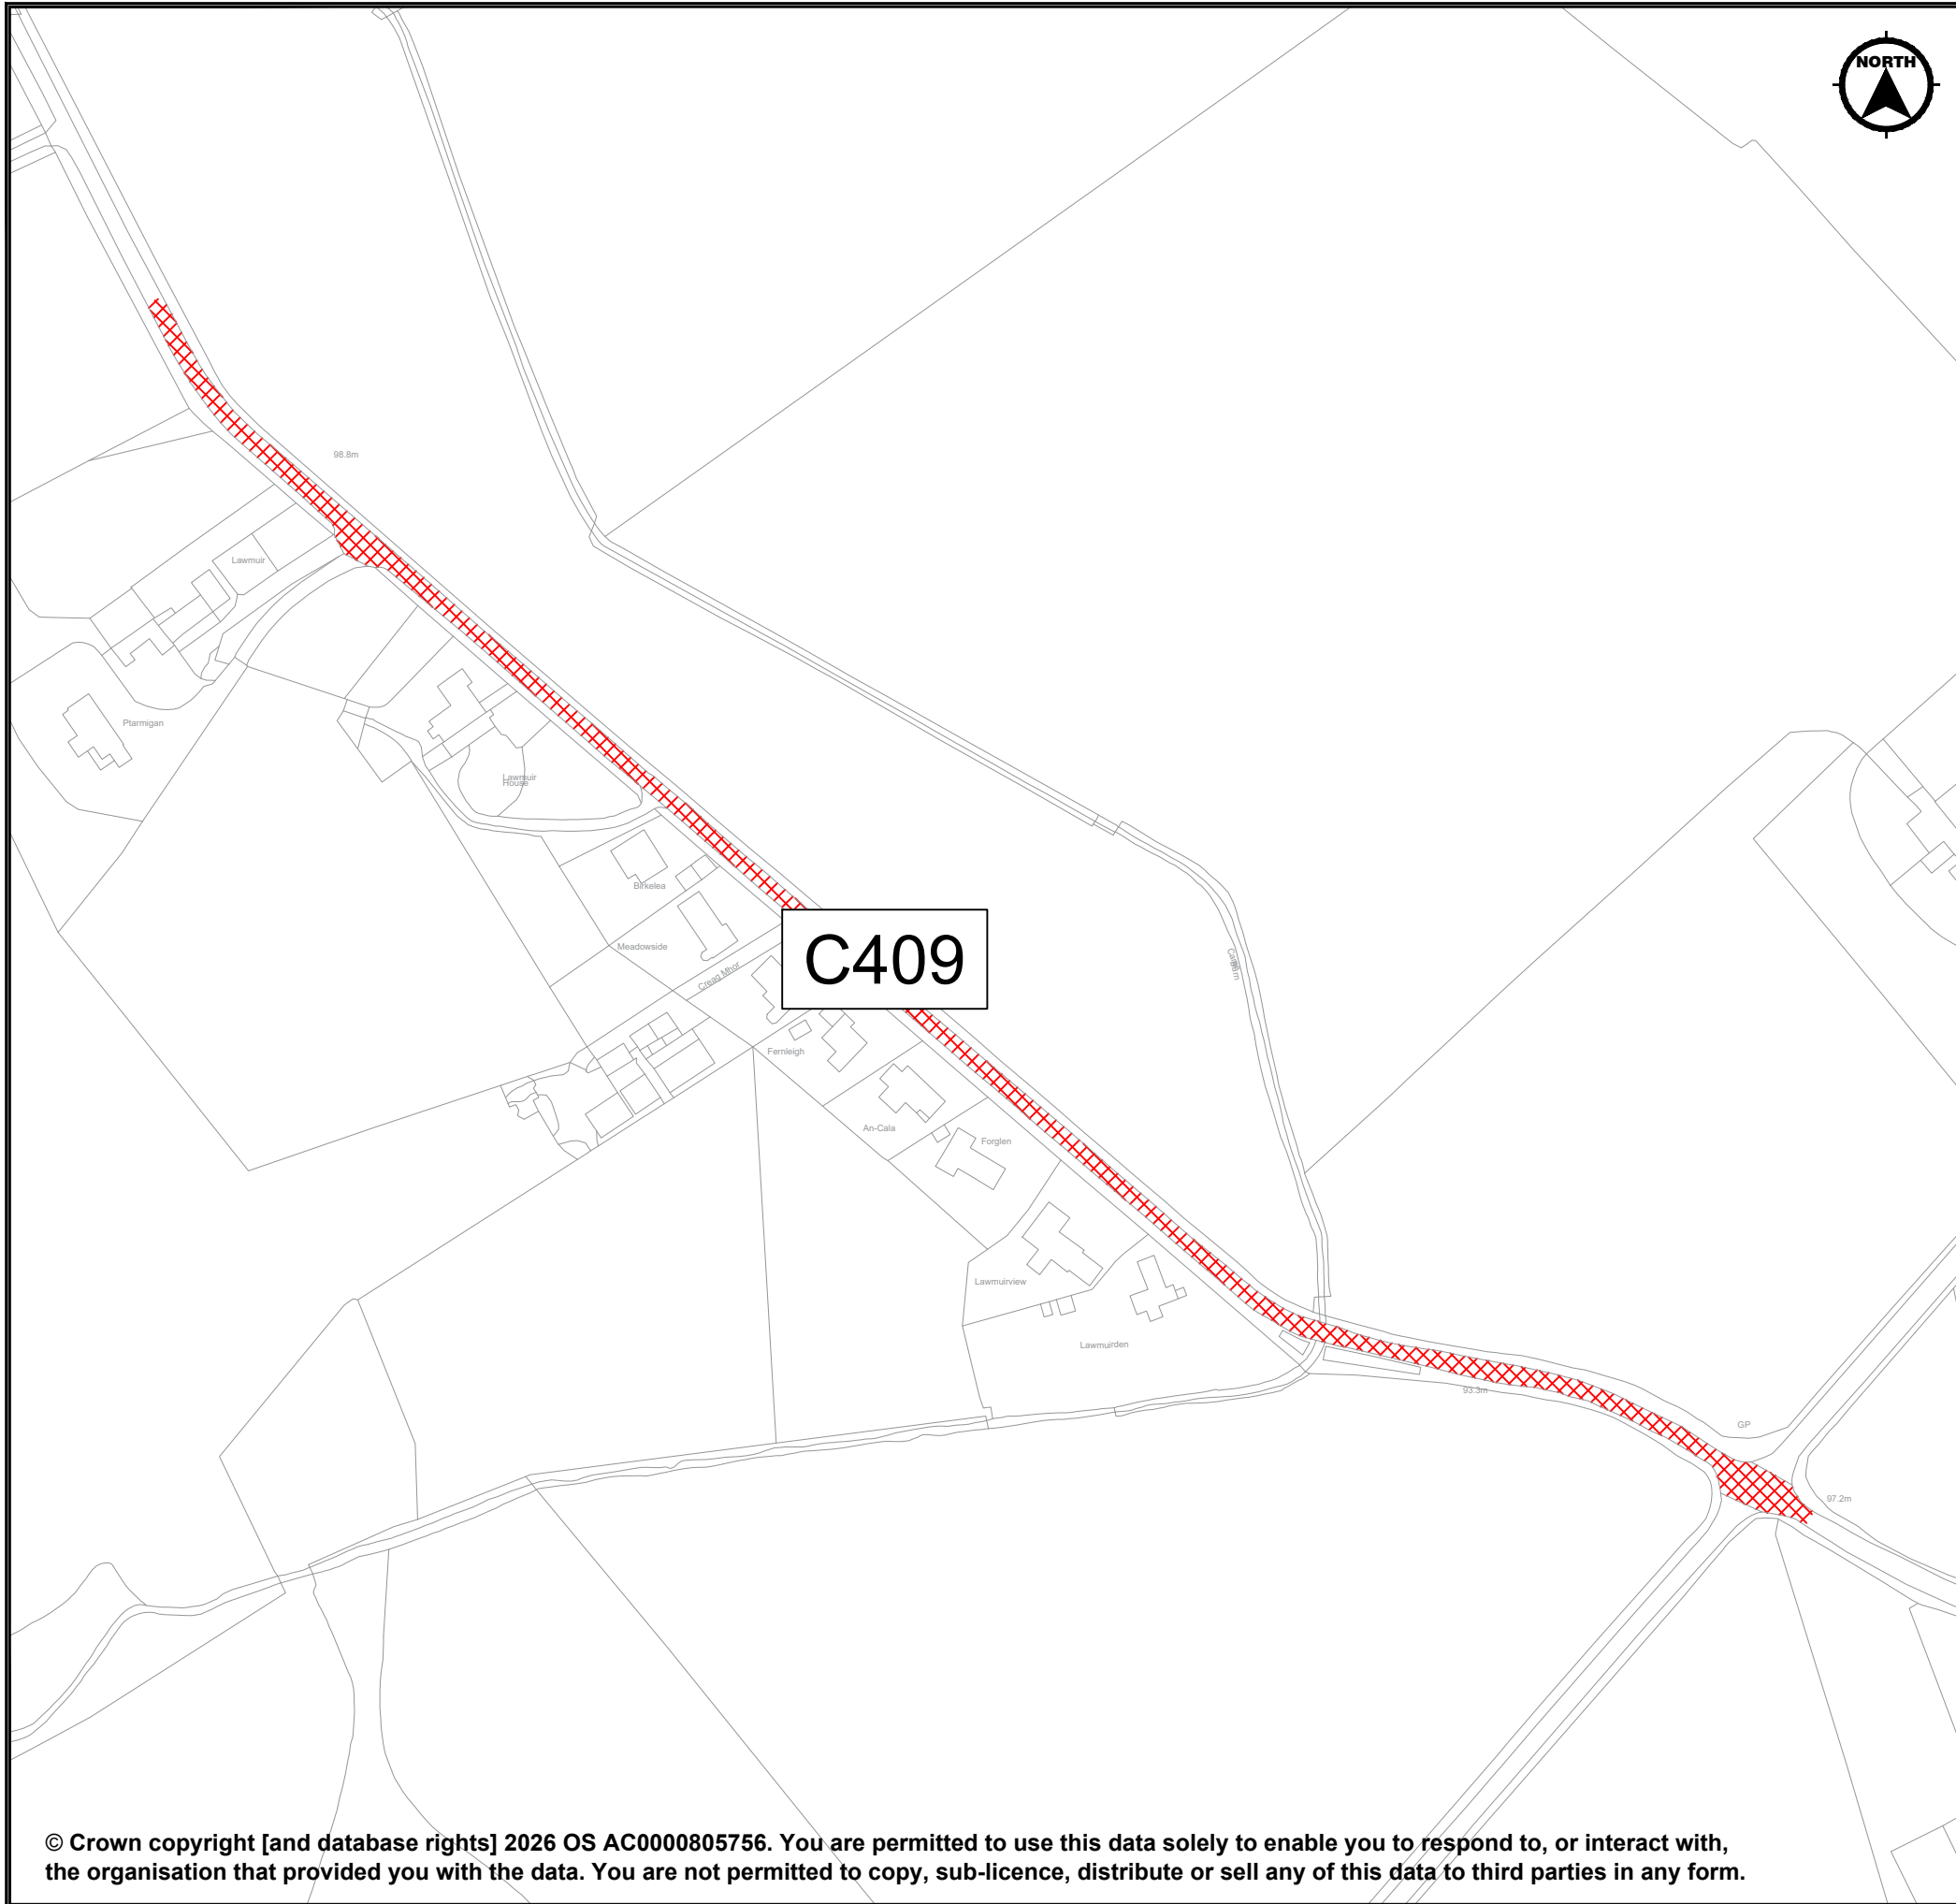 NORTH
98.8m
Lawmuir
Ptarmigan
Lawmuir
House
Birkelea
Meadowside
C409
Creag Mhor
Fernleigh
An-Cala
Forglen
Lawmuirview
Lawmuirden
93.3m
GP
97.2m
© Crown copyright [and database rights] 2026 OS AC0000805756. You are permitted to use this data solely to enable you to respond to, or interact with,
the organisation that provided you with the data. You are not permitted to copy, sub-licence, distribute or sell any of this data to third parties in any form.